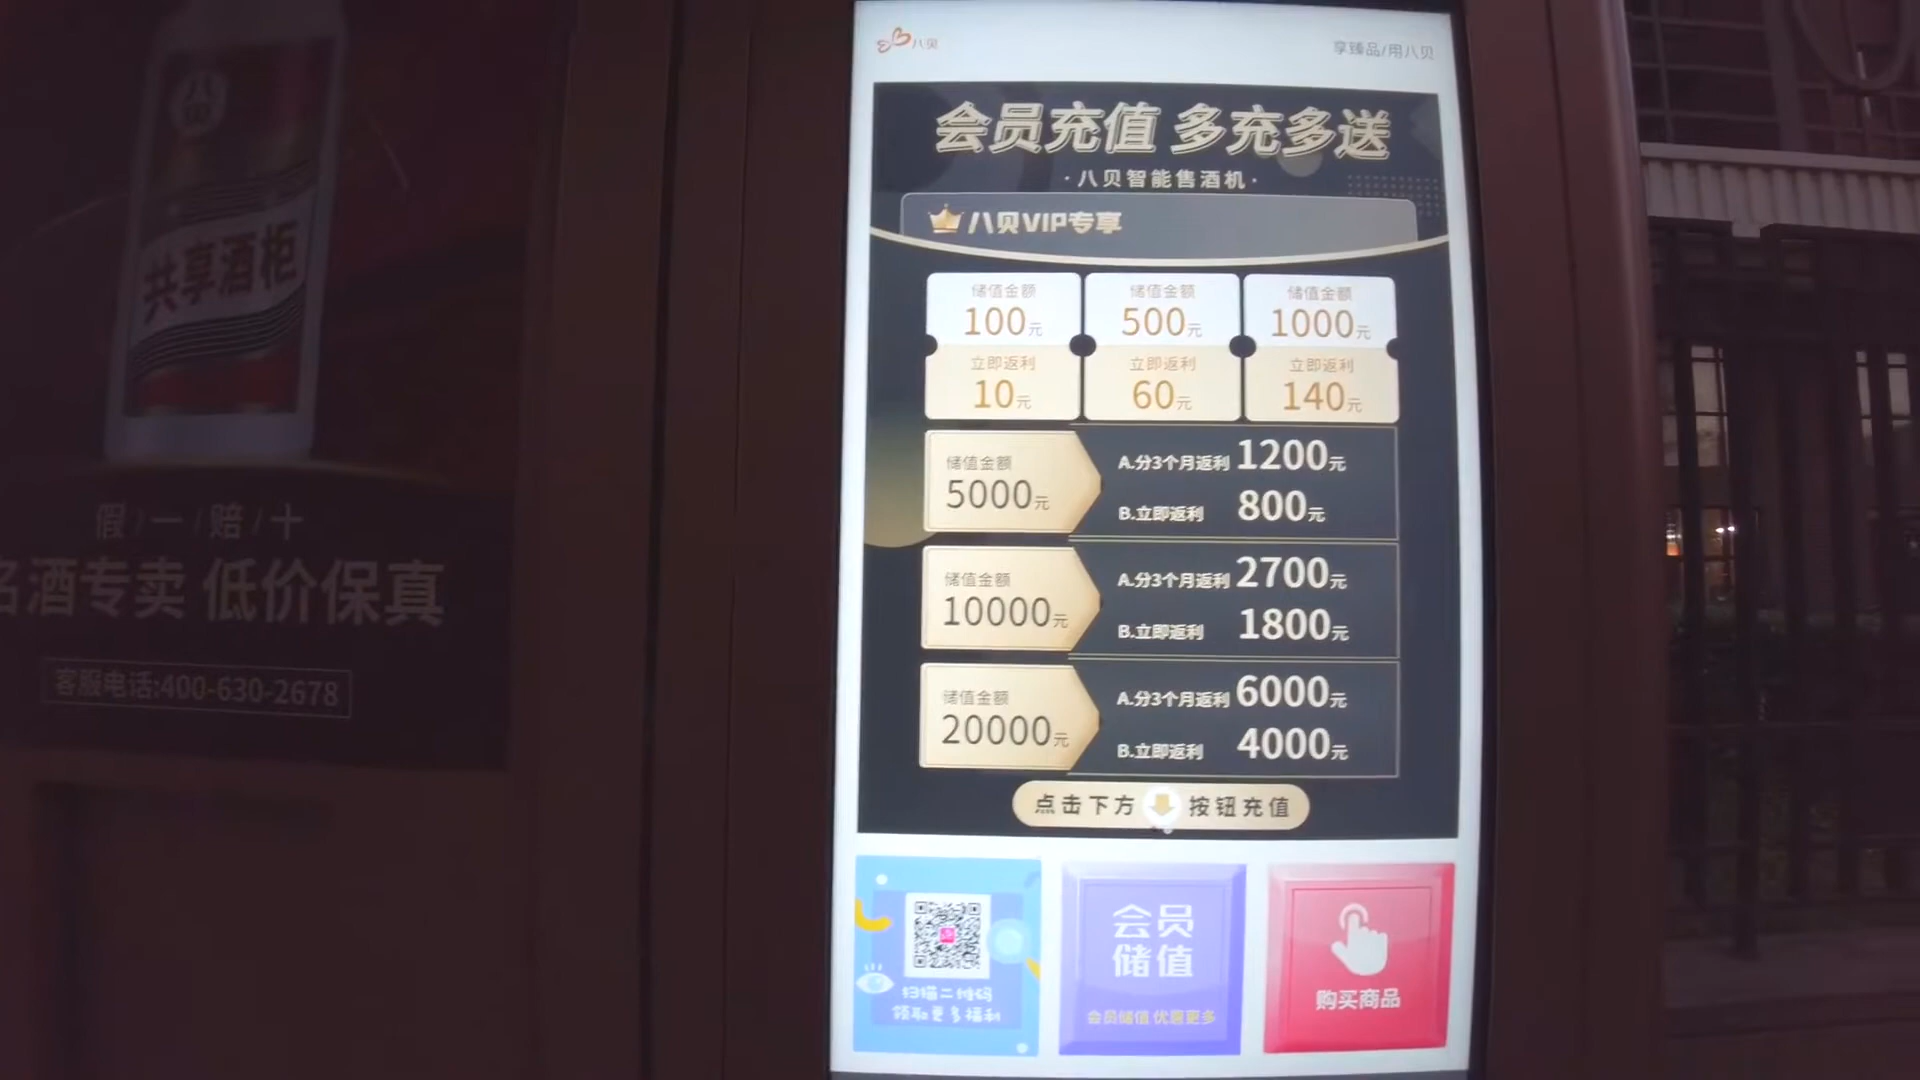 共享酒柜
假一/赔/十
名酒专卖 低价保真
客服电话:400-630-2678
八贝
享臻品/用八贝
会员充值 多充多送
·八贝智能售酒机·
八贝VIP专享
储值金额
100元
立即返利
10元
储值金额
500元
立即返利
60元
储值金额
1000元
立即返利
140元
储值金额
5000元
A.分3个月返利 1200元
B.立即返利 800元
储值金额
10000元
A.分3个月返利 2700元
B.立即返利 1800元
储值金额
20000元
A.分3个月返利 6000元
B.立即返利 4000元
点击下方 按钮充值
扫描二维码
领取更多福利
会员
储值
会员储值 优惠更多
购买商品